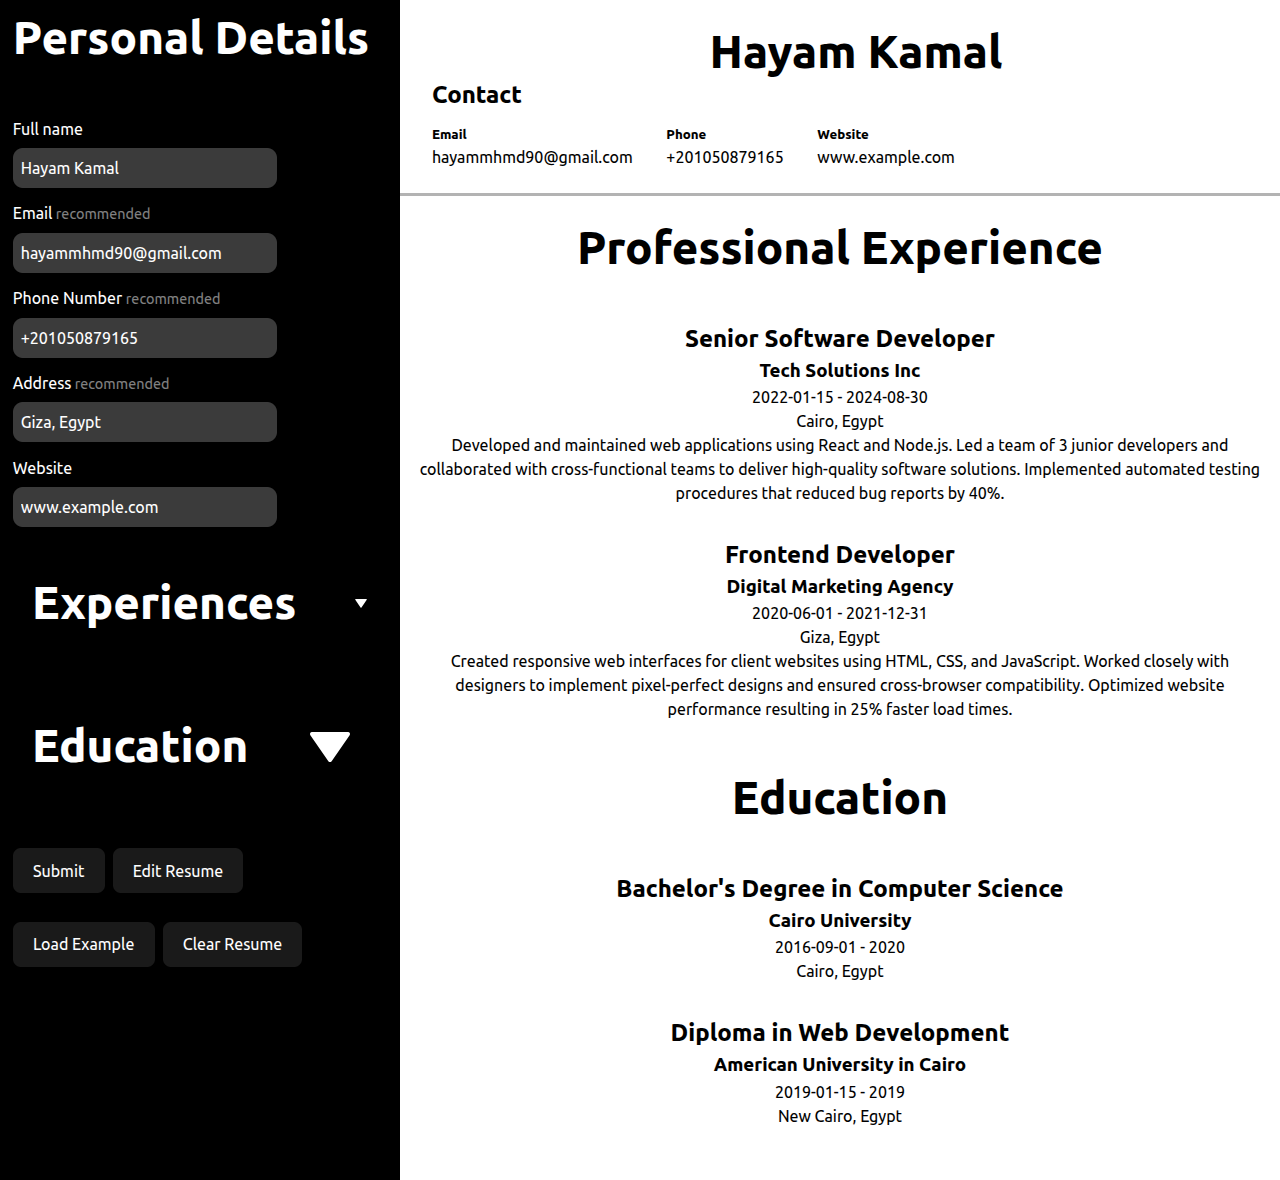 Personal Details
Full name
Hayam Kamal
Email recommended
hayammhmd90@gmail.com
Phone Number recommended
+201050879165
Address recommended
Giza, Egypt
Website
www.example.com
Experiences
Education
Submit
Edit Resume
Load Example
Clear Resume
Hayam Kamal
Contact
Email
hayammhmd90@gmail.com
Phone
+201050879165
Website
www.example.com
Professional Experience
Senior Software Developer
Tech Solutions Inc
2022-01-15 - 2024-08-30
Cairo, Egypt
Developed and maintained web applications using React and Node.js. Led a team of 3 junior developers and
collaborated with cross-functional teams to deliver high-quality software solutions. Implemented automated testing
procedures that reduced bug reports by 40%.
Frontend Developer
Digital Marketing Agency
2020-06-01 - 2021-12-31
Giza, Egypt
Created responsive web interfaces for client websites using HTML, CSS, and JavaScript. Worked closely with
designers to implement pixel-perfect designs and ensured cross-browser compatibility. Optimized website
performance resulting in 25% faster load times.
Education
Bachelor's Degree in Computer Science
Cairo University
2016-09-01 - 2020
Cairo, Egypt
Diploma in Web Development
American University in Cairo
2019-01-15 - 2019
New Cairo, Egypt